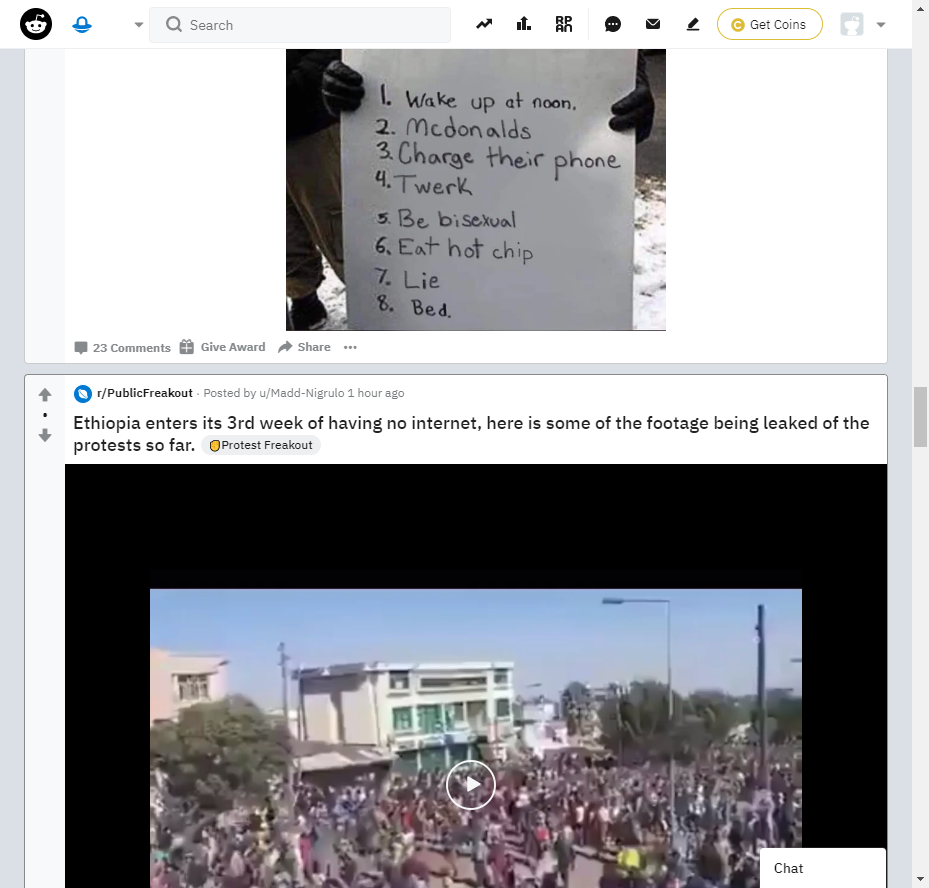 Search
RP
AN
Get Coins
1. Wake up at noon.
2. Mcdonalds
3. Charge their phone
4. Twerk
5. Be bisexual
6. Eat hot chip
7. Lie
8. Bed.
23 Comments Give Award Share
r/PublicFreakout · Posted by u/Madd-Nigrulo 1 hour ago
Ethiopia enters its 3rd week of having no internet, here is some of the footage being leaked of the
protests so far. Protest Freakout
Chat